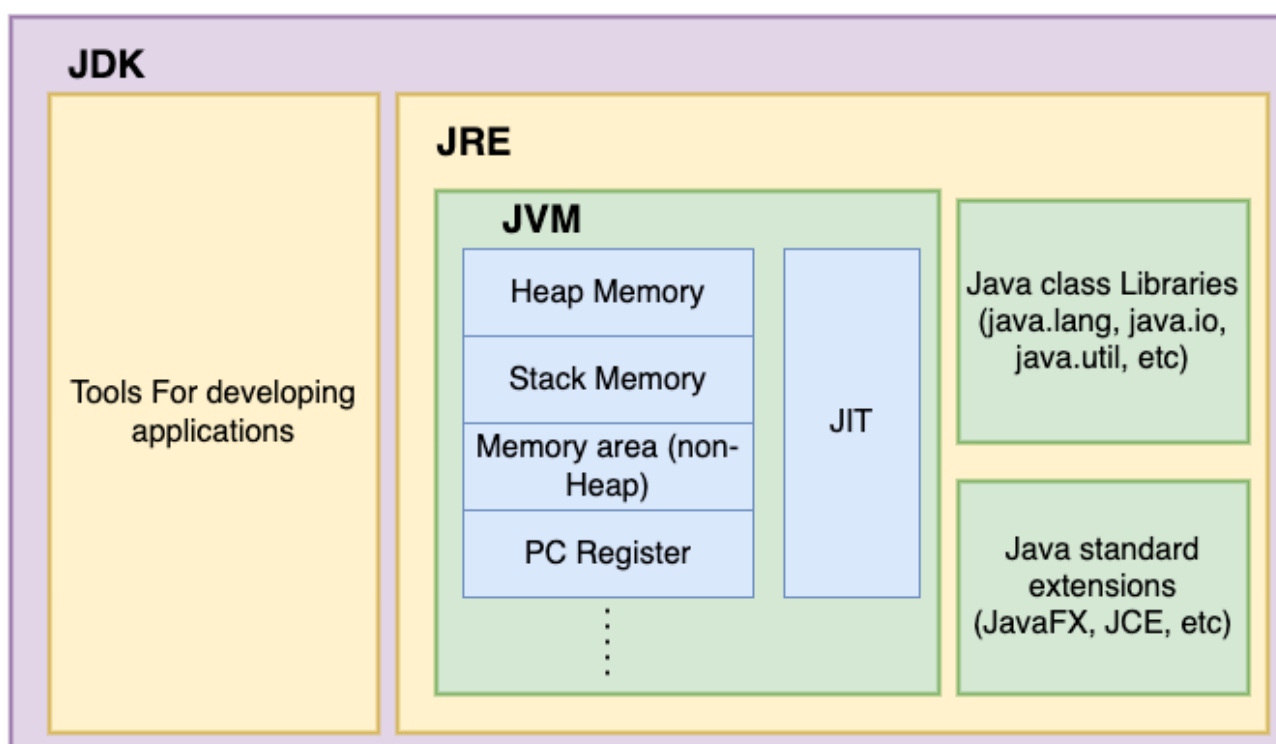 JDK
Tools For developing
applications
JRE
JVM
Heap Memory
Stack Memory
Memory area (non-
Heap)
PC Register
JIT
Java class Libraries
(java.lang, java.io,
java.util, etc)
Java standard
extensions
(JavaFX, JCE, etc)